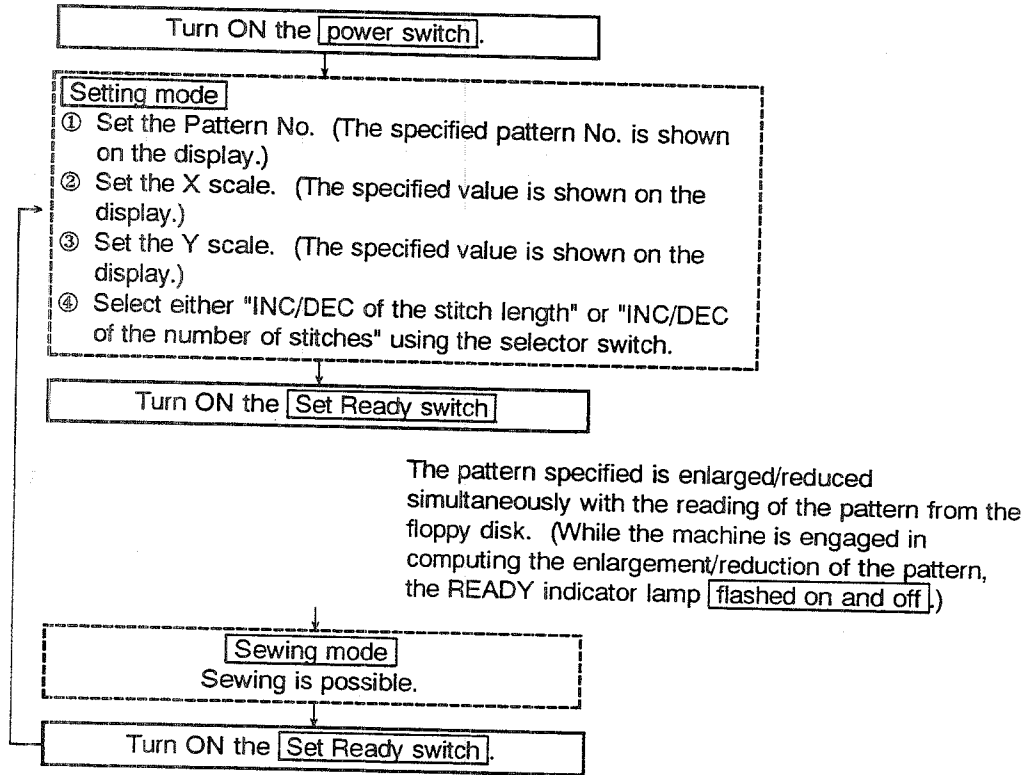 Turn ON the power switch.
Setting mode
① Set the Pattern No. (The specified pattern No. is shown
on the display.)
② Set the X scale. (The specified value is shown on the
display.)
③ Set the Y scale. (The specified value is shown on the
display.)
④ Select either "INC/DEC of the stitch length" or "INC/DEC
of the number of stitches" using the selector switch.
Turn ON the Set Ready switch
The pattern specified is enlarged/reduced
simultaneously with the reading of the pattern from the
floppy disk. (While the machine is engaged in
computing the enlargement/reduction of the pattern,
the READY indicator lamp flashed on and off.)
Sewing mode
Sewing is possible.
Turn ON the Set Ready switch.